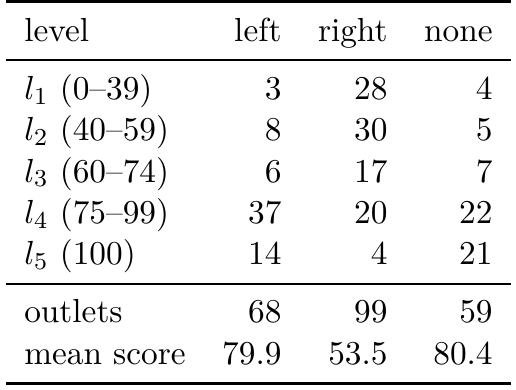 level left right none
l₁ (0–39) 3 28 4
l₂ (40–59) 8 30 5
l₃ (60–74) 6 17 7
l₄ (75–99) 37 20 22
l₅ (100) 14 4 21
outlets 68 99 59
mean score 79.9 53.5 80.4